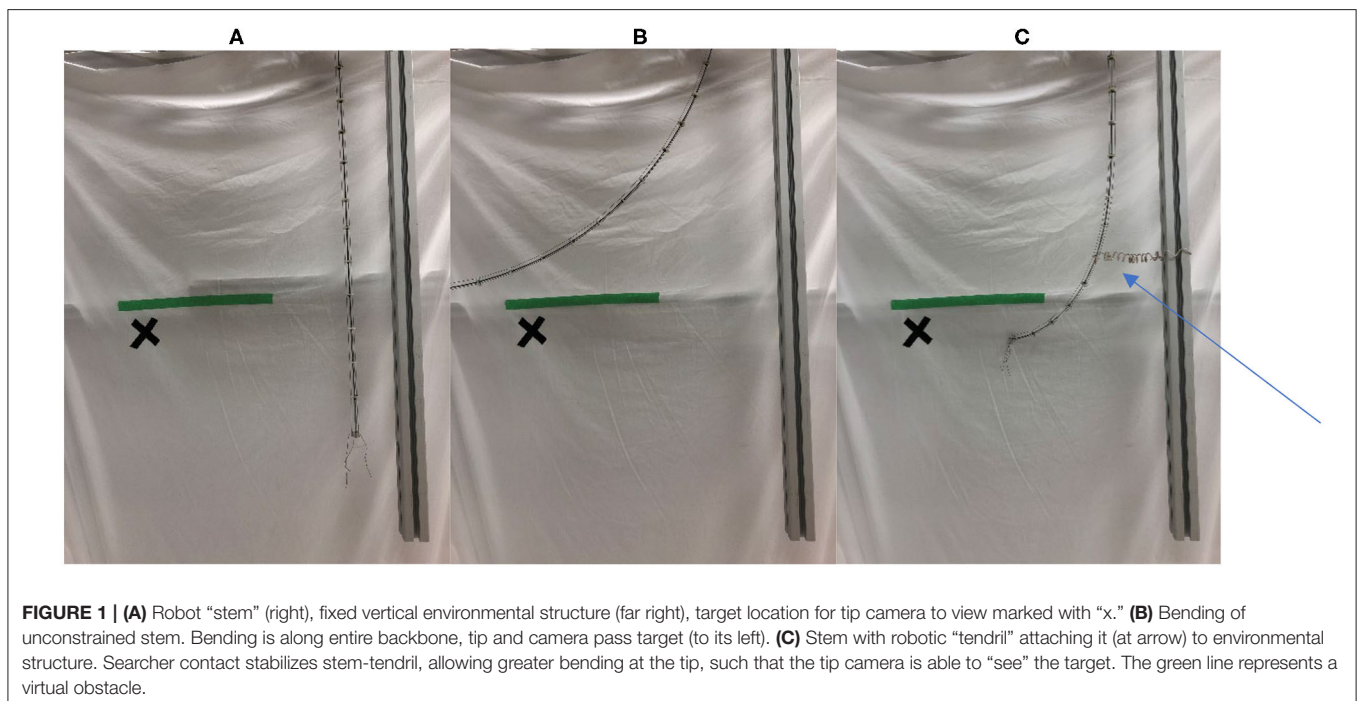 A
B
C
FIGURE 1 | (A) Robot “stem” (right), fixed vertical environmental structure (far right), target location for tip camera to view marked with “x.” (B) Bending of
unconstrained stem. Bending is along entire backbone, tip and camera pass target (to its left). (C) Stem with robotic “tendril” attaching it (at arrow) to environmental
structure. Searcher contact stabilizes stem-tendril, allowing greater bending at the tip, such that the tip camera is able to “see” the target. The green line represents a
virtual obstacle.